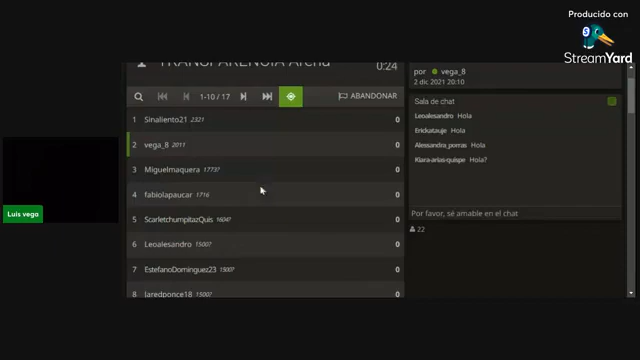 Producido con
StreamYard
TRANSPARENCIA Arena
0:24
por vega_8
2 dic 2021 20:10
1-10 / 17
ABANDONAR
Sala de chat
Leoalesandro Hola
Erickatauje Hola
Alessandra_porras Hola
Klara-arias-quispe Hola?
1 Sinaliento21 2321 0
2 vega_8 2011 0
3 Miguelmaquera 1773? 0
4 fabiolapaucar 1716 0
5 ScarletchumpitazQuis 1604? 0
6 Leoalesandro 1500? 0
7 EstefanoDominguez23 1500? 0
8 Jaredponce18 1500? 0
Por favor, sé amable en el chat
22
Luis vega